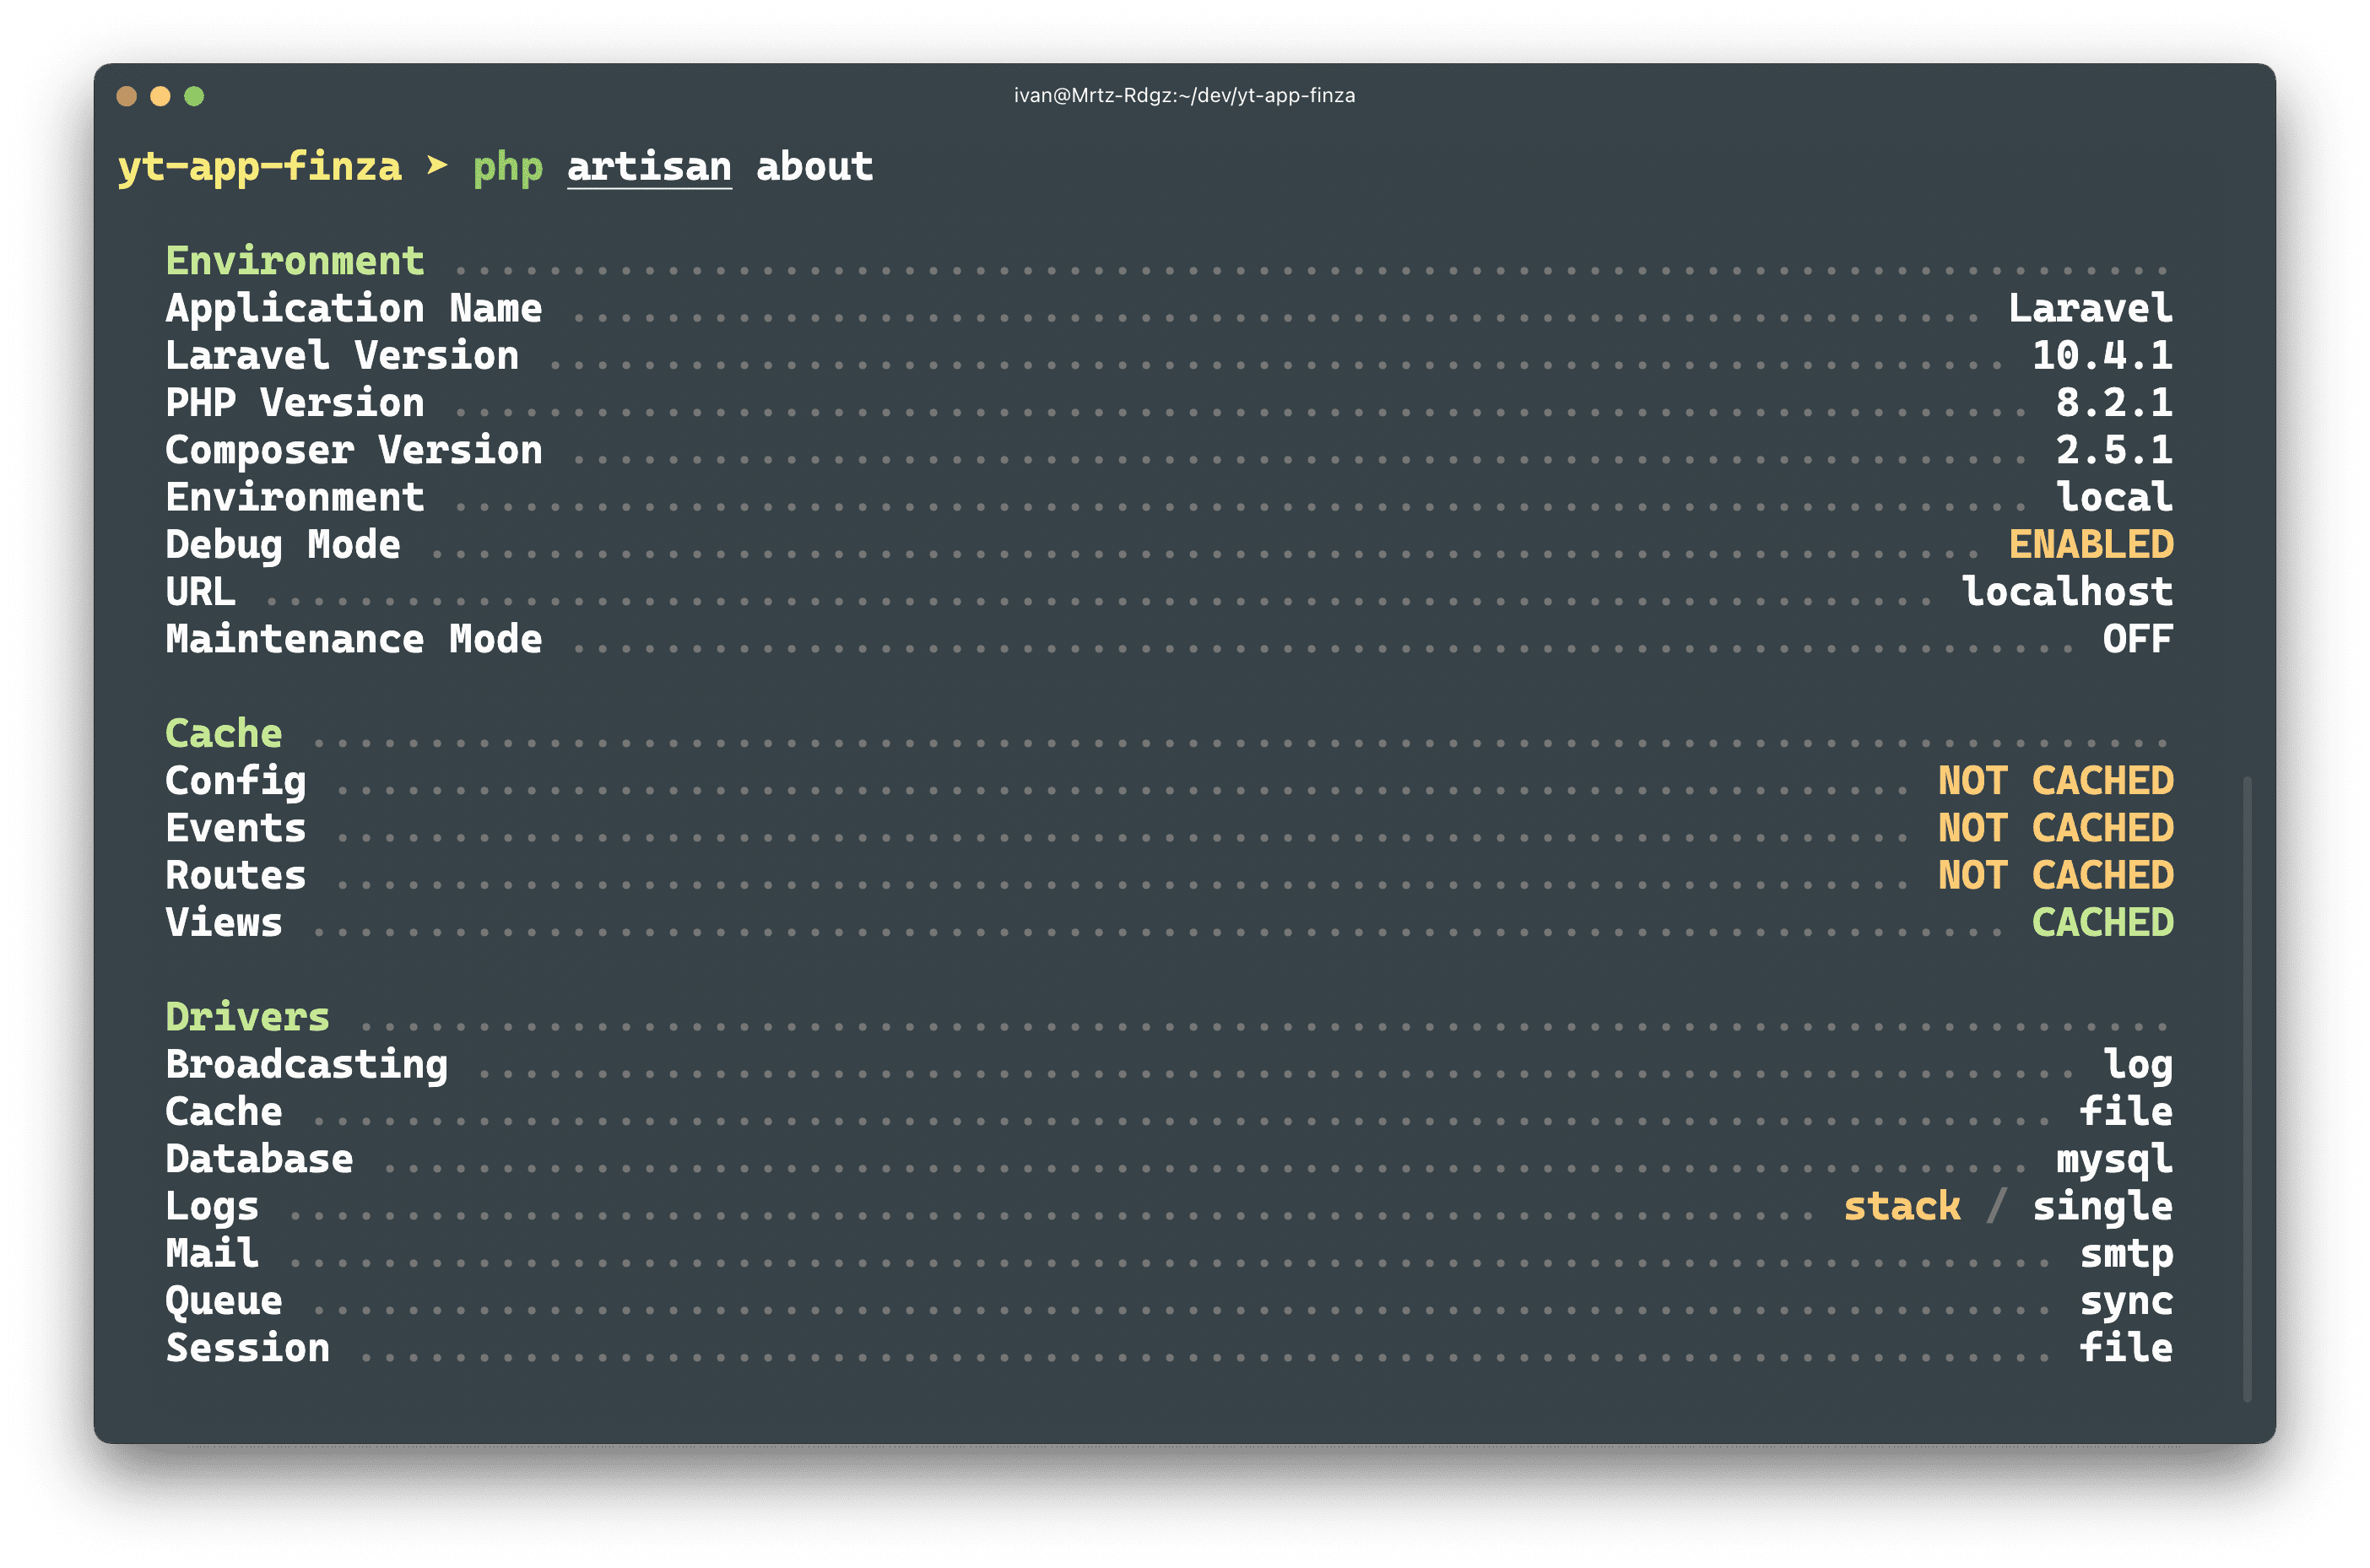 ivan@Mrtz-Rdgz:~/dev/yt-app-finza
yt-app-finza ➤ php artisan about
Environment ........................................................................
Application Name ............................................................ Laravel
Laravel Version .............................................................. 10.4.1
PHP Version ................................................................... 8.2.1
Composer Version .............................................................. 2.5.1
Environment ................................................................... local
Debug Mode .................................................................. ENABLED
URL ....................................................................... localhost
Maintenance Mode ................................................................ OFF
Cache ..............................................................................
Config ................................................................... NOT CACHED
Events ................................................................... NOT CACHED
Routes ................................................................... NOT CACHED
Views ........................................................................ CACHED
Drivers ............................................................................
Broadcasting .................................................................... log
Cache .......................................................................... file
Database ...................................................................... mysql
Logs ................................................................. stack / single
Mail ........................................................................... smtp
Queue .......................................................................... sync
Session ........................................................................ file